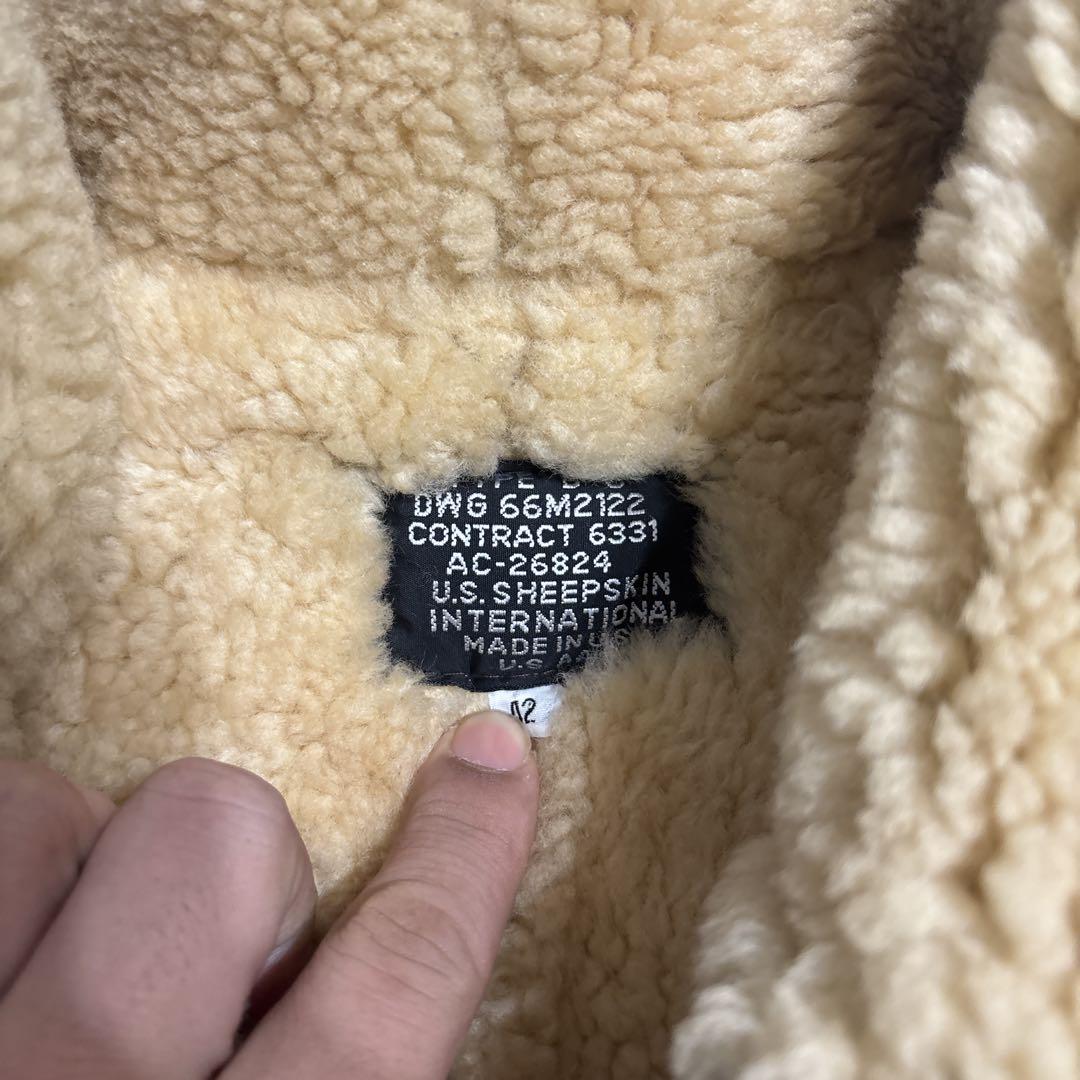 DWG 66M2122
CONTRACT 6331
AC-26824
U.S. SHEEPSKIN
INTERNATIONAL
MADE IN
42